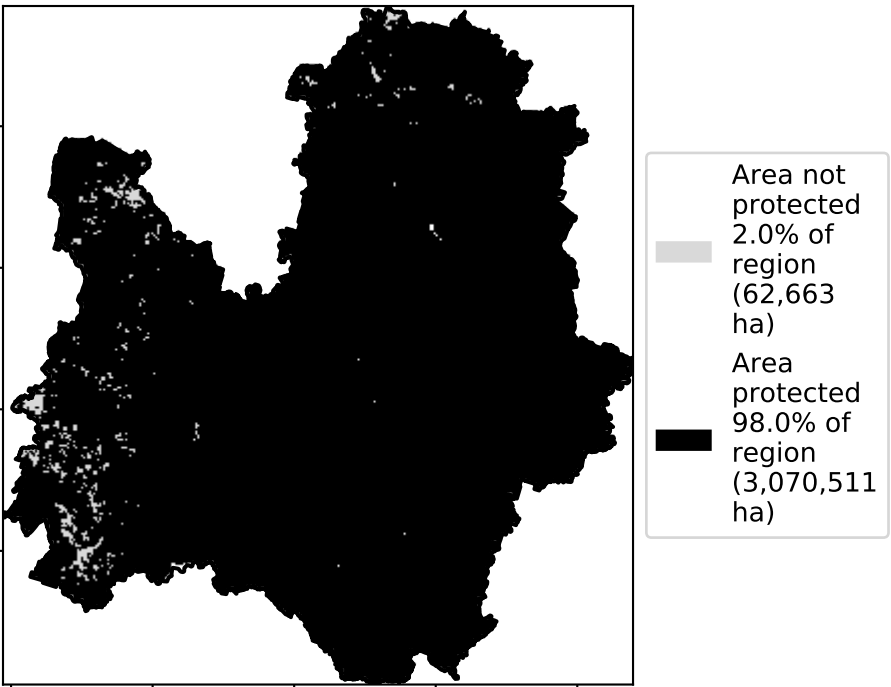 Area not
protected
2.0% of
region
(62,663
ha)
Area
protected
98.0% of
region
(3,070,511
ha)